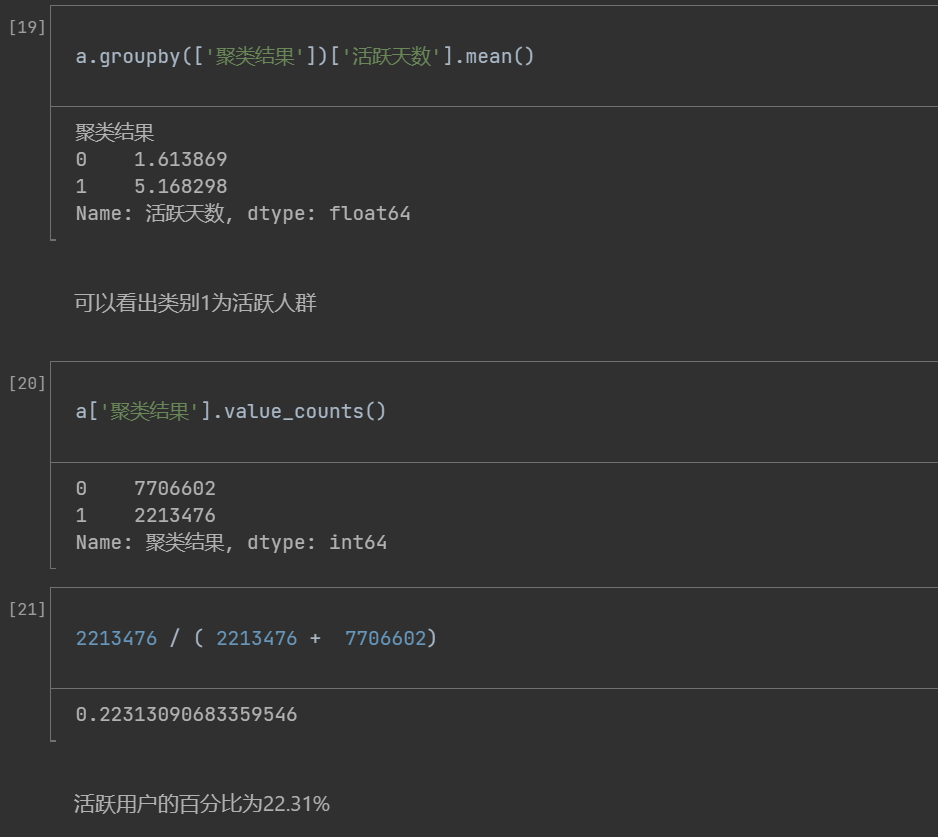 [19]
a.groupby(['聚类结果'])['活跃天数'].mean()
聚类结果
0    1.613869
1    5.168298
Name: 活跃天数, dtype: float64
可以看出类别1为活跃人群
[20]
a['聚类结果'].value_counts()
0    7706602
1    2213476
Name: 聚类结果, dtype: int64
[21]
2213476 / ( 2213476 +  7706602)
0.22313090683359546
活跃用户的百分比为22.31%